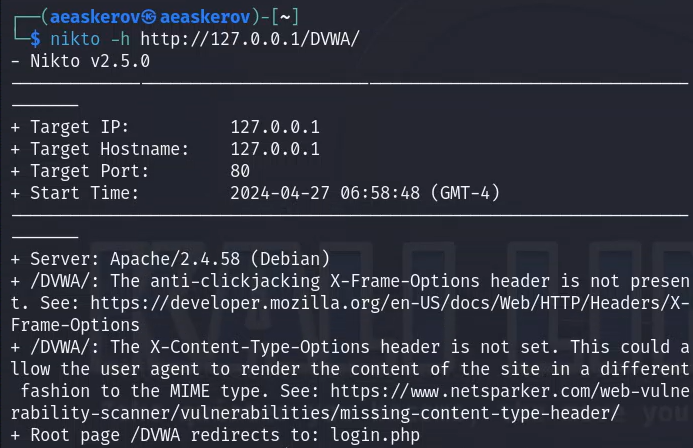 ┌──(aeaskerov㉿aeaskerov)-[~]
└─$ nikto -h http://127.0.0.1/DVWA/
- Nikto v2.5.0
---------------------------------------------------------------------
-------
+ Target IP:          127.0.0.1
+ Target Hostname:    127.0.0.1
+ Target Port:        80
+ Start Time:         2024-04-27 06:58:48 (GMT-4)
---------------------------------------------------------------------
-------
+ Server: Apache/2.4.58 (Debian)
+ /DVWA/: The anti-clickjacking X-Frame-Options header is not presen
t. See: https://developer.mozilla.org/en-US/docs/Web/HTTP/Headers/X-
Frame-Options
+ /DVWA/: The X-Content-Type-Options header is not set. This could a
llow the user agent to render the content of the site in a different
 fashion to the MIME type. See: https://www.netsparker.com/web-vulne
rability-scanner/vulnerabilities/missing-content-type-header/
+ Root page /DVWA redirects to: login.php